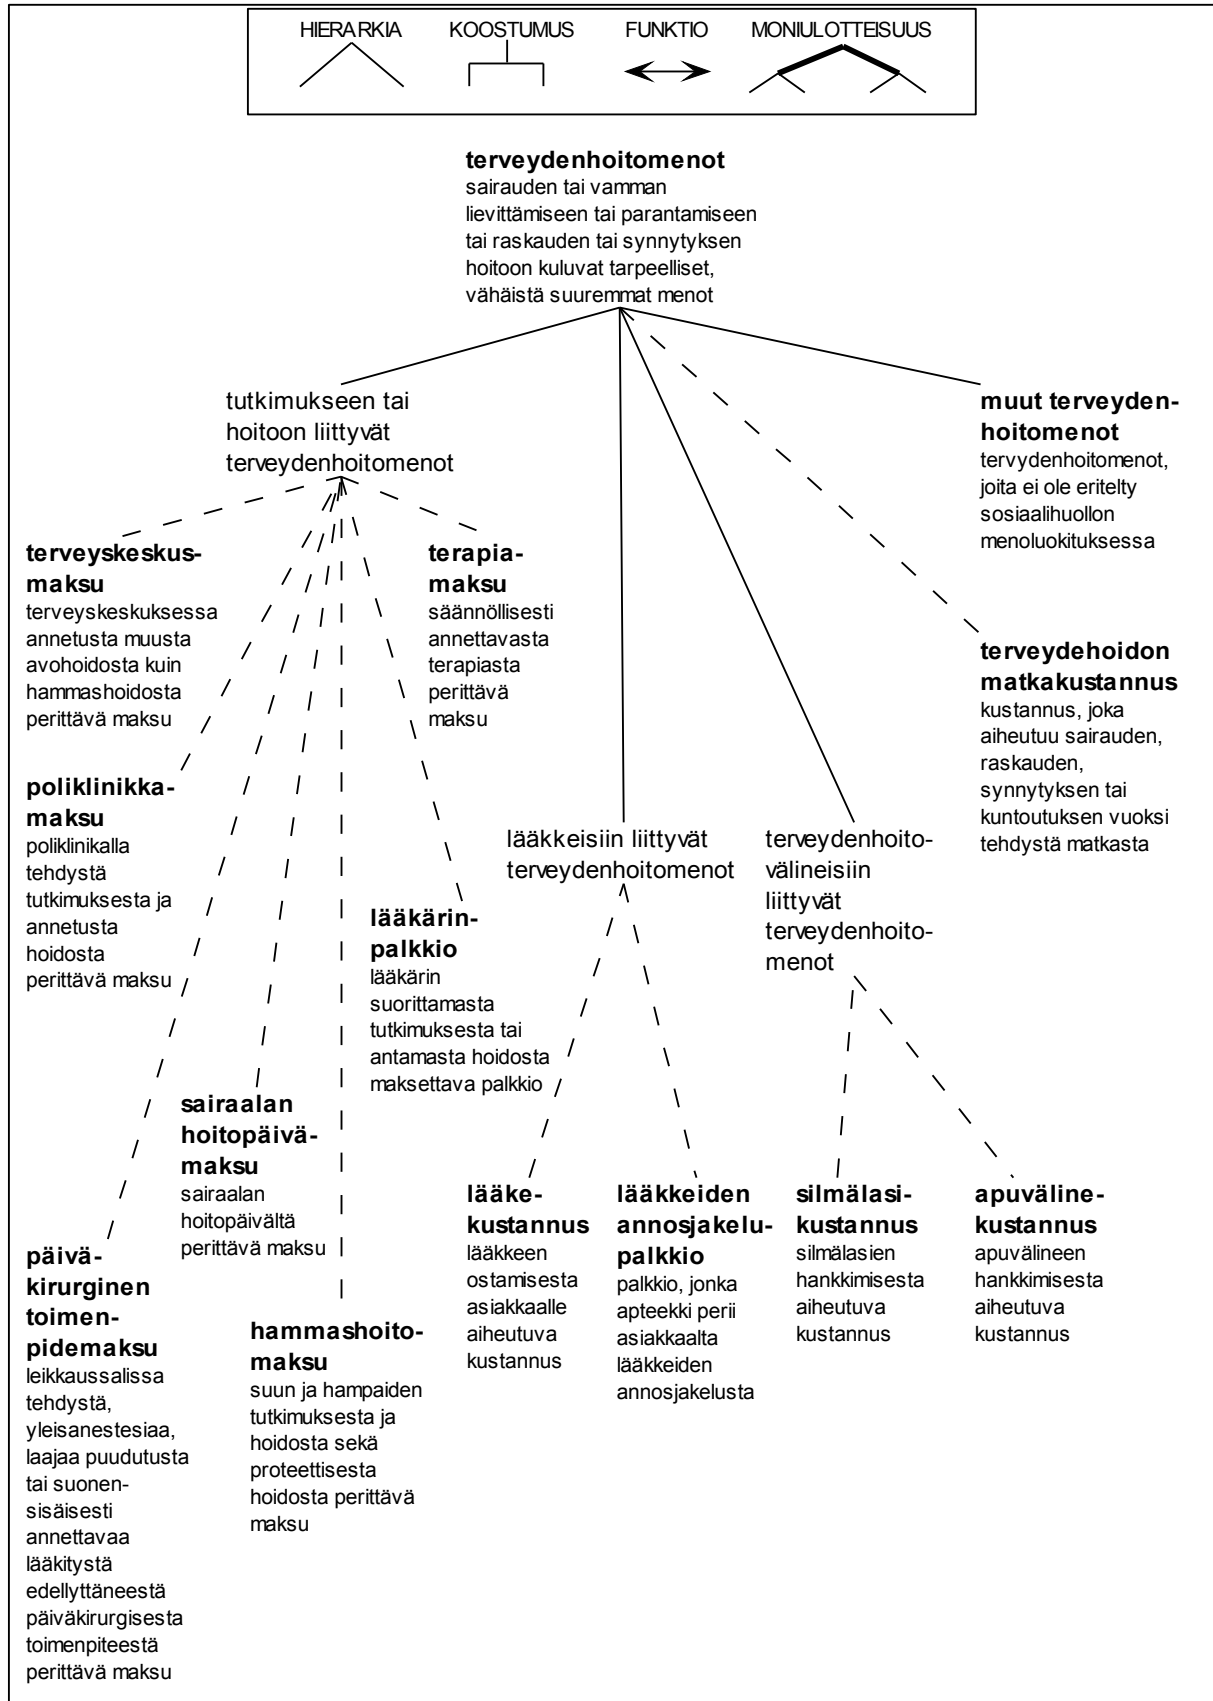 HIERARKIA KOOSTUMUS FUNKTIO MONIULOTTEISUUS
terveydenhoitomenot
sairauden tai vamman
lievittämiseen tai parantamiseen
tai raskauden tai synnytyksen
hoitoon kuluvat tarpeelliset,
vähäistä suuremmat menot
tutkimukseen tai
hoitoon liittyvät
terveydenhoitomenot
muut terveyden-
hoitomenot
tervydenhoitomenot,
joita ei ole eritelty
sosiaalihuollon
menoluokituksessa
terveyskeskus-
maksu
terveyskeskuksessa
annetusta muusta
avohoidosta kuin
hammashoidosta
perittävä maksu
terapia-
maksu
säännöllisesti
annettavasta
terapiasta
perittävä
maksu
terveydehoidon
matkakustannus
kustannus, joka
aiheutuu sairauden,
raskauden,
synnytyksen tai
kuntoutuksen vuoksi
tehdystä matkasta
poliklinikka-
maksu
poliklinikalla
tehdystä
tutkimuksesta ja
annetusta
hoidosta
perittävä maksu
lääkkeisiin liittyvät
terveydenhoitomenot
terveydenhoito-
välineisiin
liittyvät
terveydenhoito-
menot
lääkärin-
palkkio
lääkärin
suorittamasta
tutkimuksesta tai
antamasta hoidosta
maksettava palkkio
sairaalan
hoitopäivä-
maksu
sairaalan
hoitopäivältä
perittävä maksu
lääke-
kustannus
lääkkeen
ostamisesta
asiakkaalle
aiheutuva
kustannus
lääkkeiden
annosjakelu-
palkkio
palkkio, jonka
apteekki perii
asiakkaalta
lääkkeiden
annosjakelusta
silmälasi-
kustannus
silmälasien
hankkimisesta
aiheutuva
kustannus
apuväline-
kustannus
apuvälineen
hankkimisesta
aiheutuva
kustannus
päivä-
kirurginen
toimen-
pidemaksu
leikkaussalissa
tehdystä,
yleisanestesiaa,
laajaa puudutusta
tai suonen-
sisäisesti
annettavaa
lääkitystä
edellyttäneestä
päiväkirurgisesta
toimenpiteestä
perittävä maksu
hammashoito-
maksu
suun ja hampaiden
tutkimuksesta ja
hoidosta sekä
proteettisesta
hoidosta perittävä
maksu